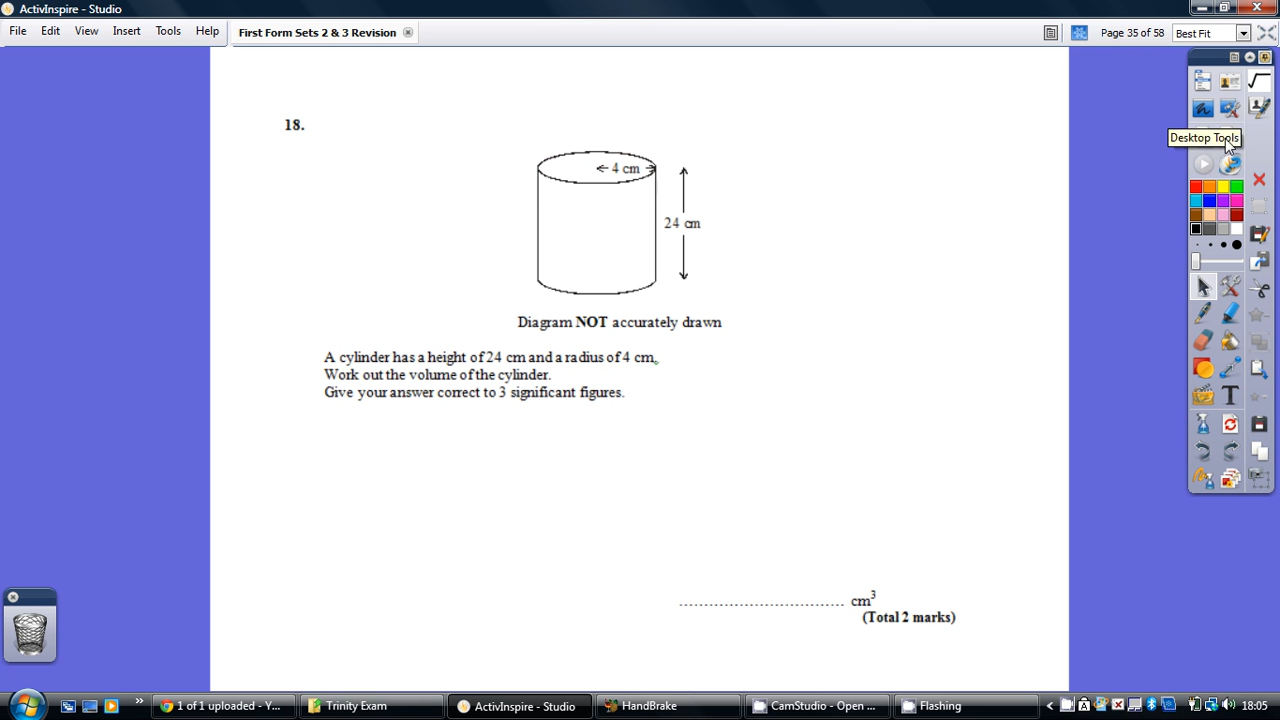 ActivInspire - Studio
File Edit View Insert Tools Help
First Form Sets 2 & 3 Revision
Page 35 of 58
Best Fit
Desktop Tools
18.
4 cm
24 cm
Diagram NOT accurately drawn
A cylinder has a height of 24 cm and a radius of 4 cm.
Work out the volume of the cylinder.
Give your answer correct to 3 significant figures.
.................................. cm³
(Total 2 marks)
T
» 1 of 1 uploaded - Y... Trinity Exam ActivInspire - Studio HandBrake CamStudio - Open ... Flashing 18:05